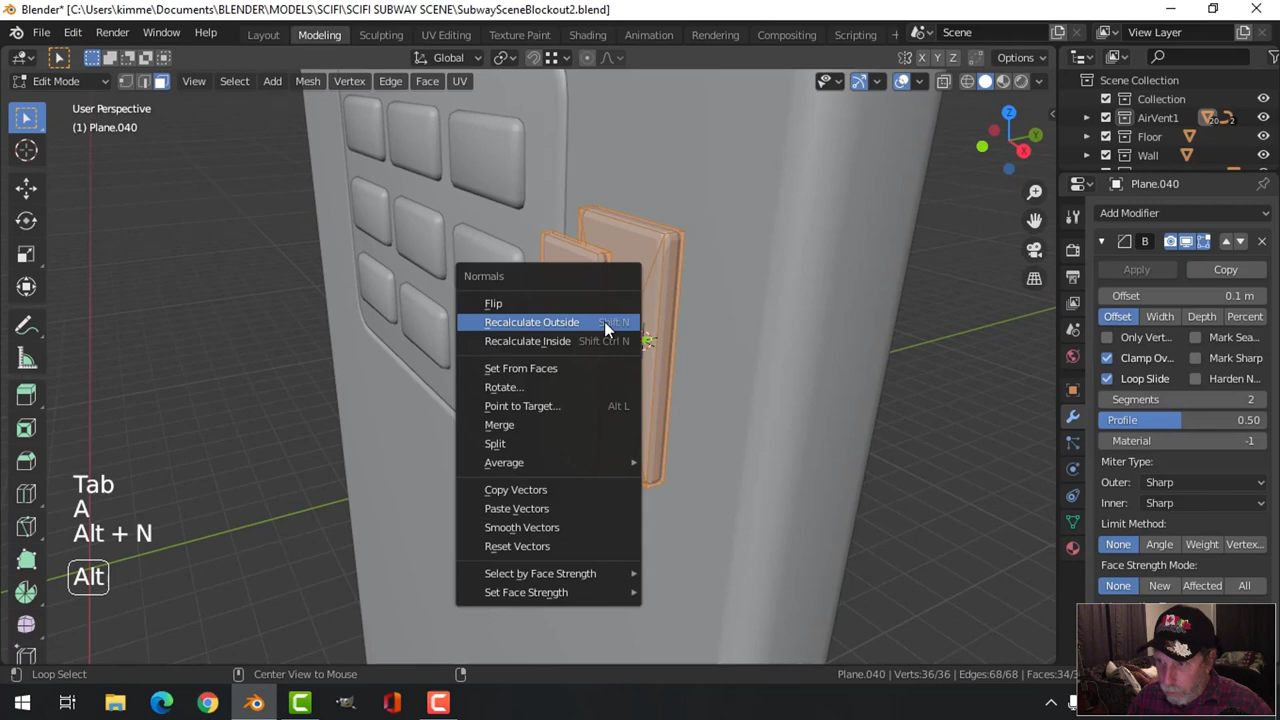 Blender* [C:\Users\kimme\Documents\BLENDER\MODELS\SCIFI\SCIFI SUBWAY SCENE\SubwaySceneBlockout2.blend]
File Edit Render Window Help Layout Modeling Sculpting UV Editing Texture Paint Shading Animation Rendering Compositing Scripting Scene View Layer
Global X Y Z Options
Edit Mode View Select Add Mesh Vertex Edge Face UV
User Perspective
(1) Plane.040
Scene Collection
Collection
AirVent1 20 2
Floor
Wall
Plane.040
Add Modifier
B
Apply Copy
Offset 0.1 m
Offset Width Depth Percent
Only Vert... Mark Sea...
Clamp Ov... Mark Sharp
Loop Slide Harden N...
Segments 2
Profile 0.50
Material -1
Miter Type:
Outer: Sharp
Inner: Sharp
Limit Method:
None Angle Weight Vertex...
Face Strength Mode:
None New Affected All
Z
Y
X
Normals
Flip
Recalculate Outside Shift N
Recalculate Inside Shift Ctrl N
Set From Faces
Rotate...
Point to Target... Alt L
Merge
Split
Average
Copy Vectors
Paste Vectors
Smooth Vectors
Reset Vectors
Select by Face Strength
Set Face Strength
Tab
A
Alt + N
Alt
Loop Select Center View to Mouse Plane.040 | Verts:36/36 | Edges:68/68 | Faces:34/3